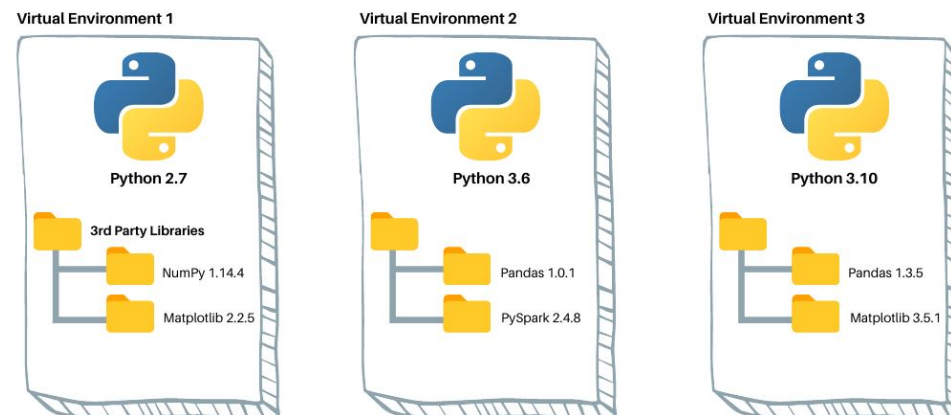 Virtual Environment 1
Python 2.7
3rd Party Libraries
NumPy 1.14.4
Matplotlib 2.2.5
Virtual Environment 2
Python 3.6
Pandas 1.0.1
PySpark 2.4.8
Virtual Environment 3
Python 3.10
Pandas 1.3.5
Matplotlib 3.5.1